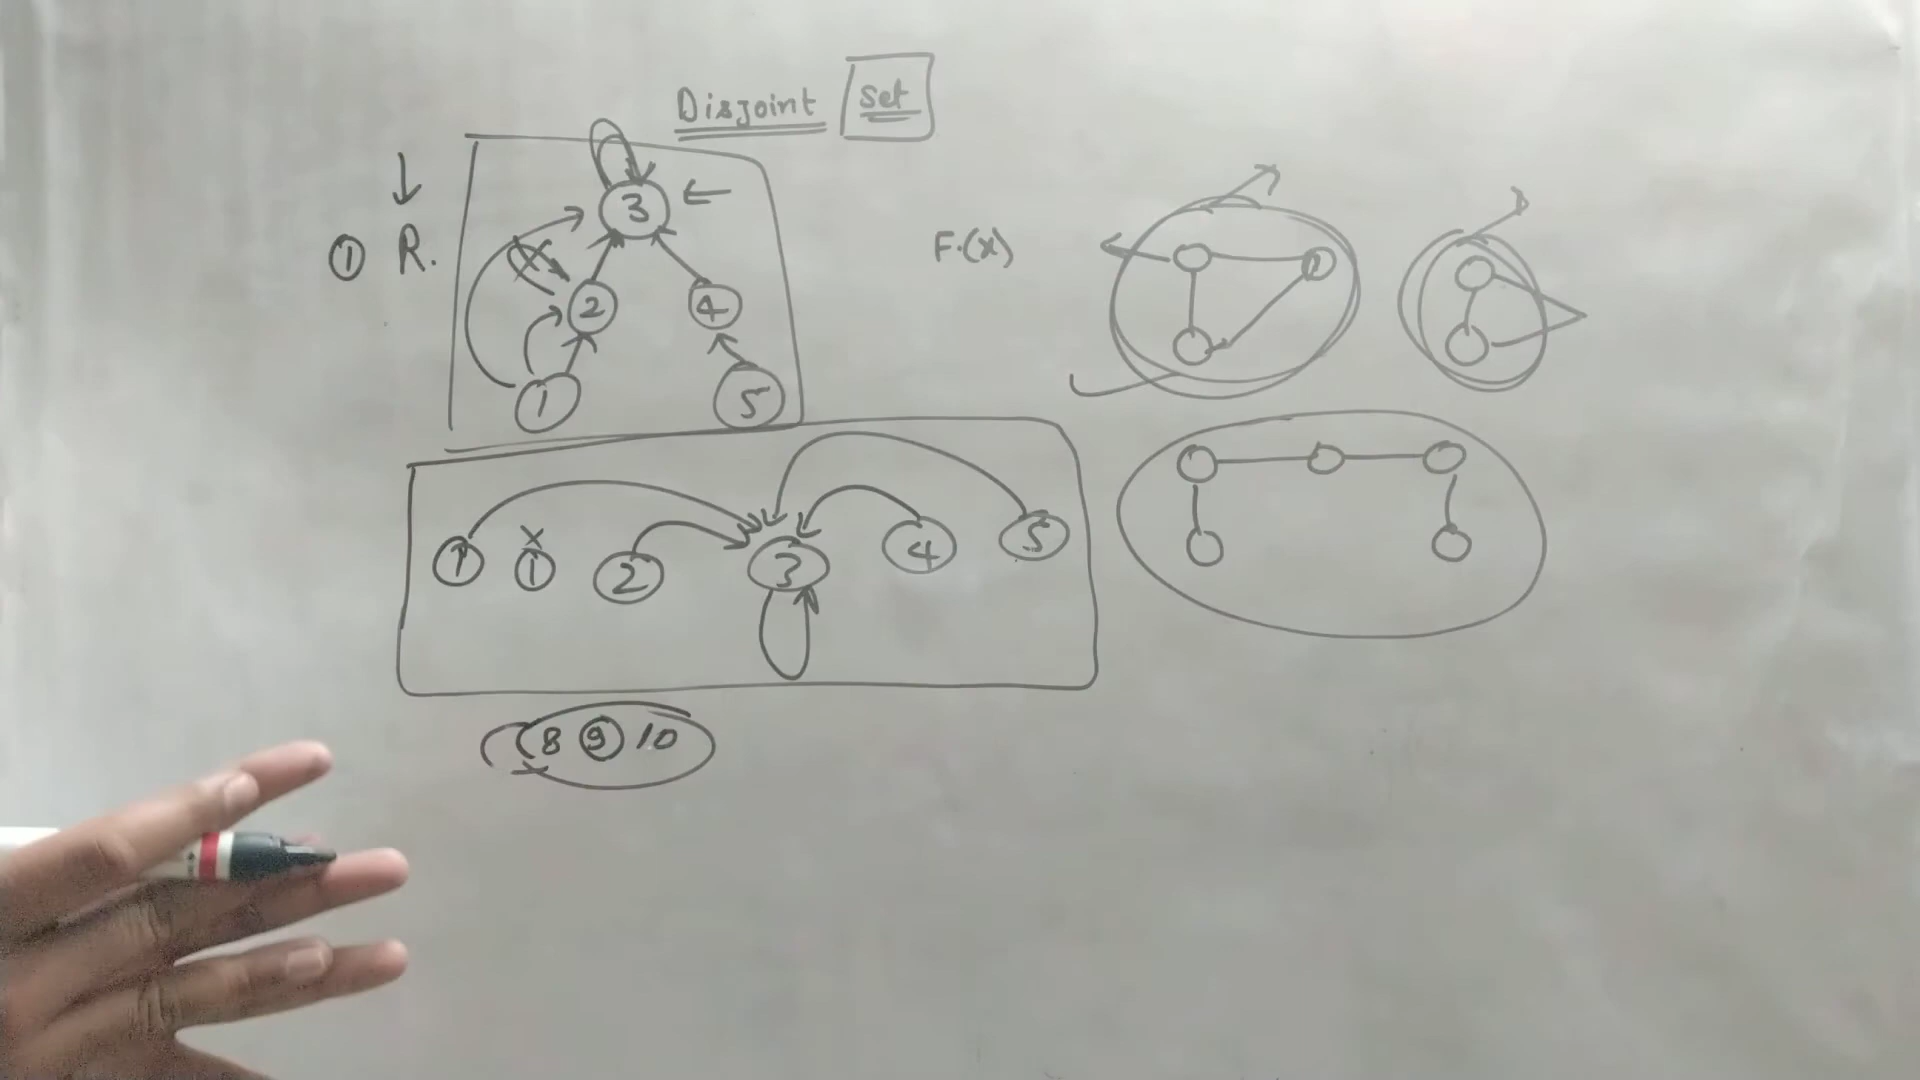 Disjoint Set
① R.
3
2 4
1 5
F.(x)
1 1 2 3 4 5
8 9 10